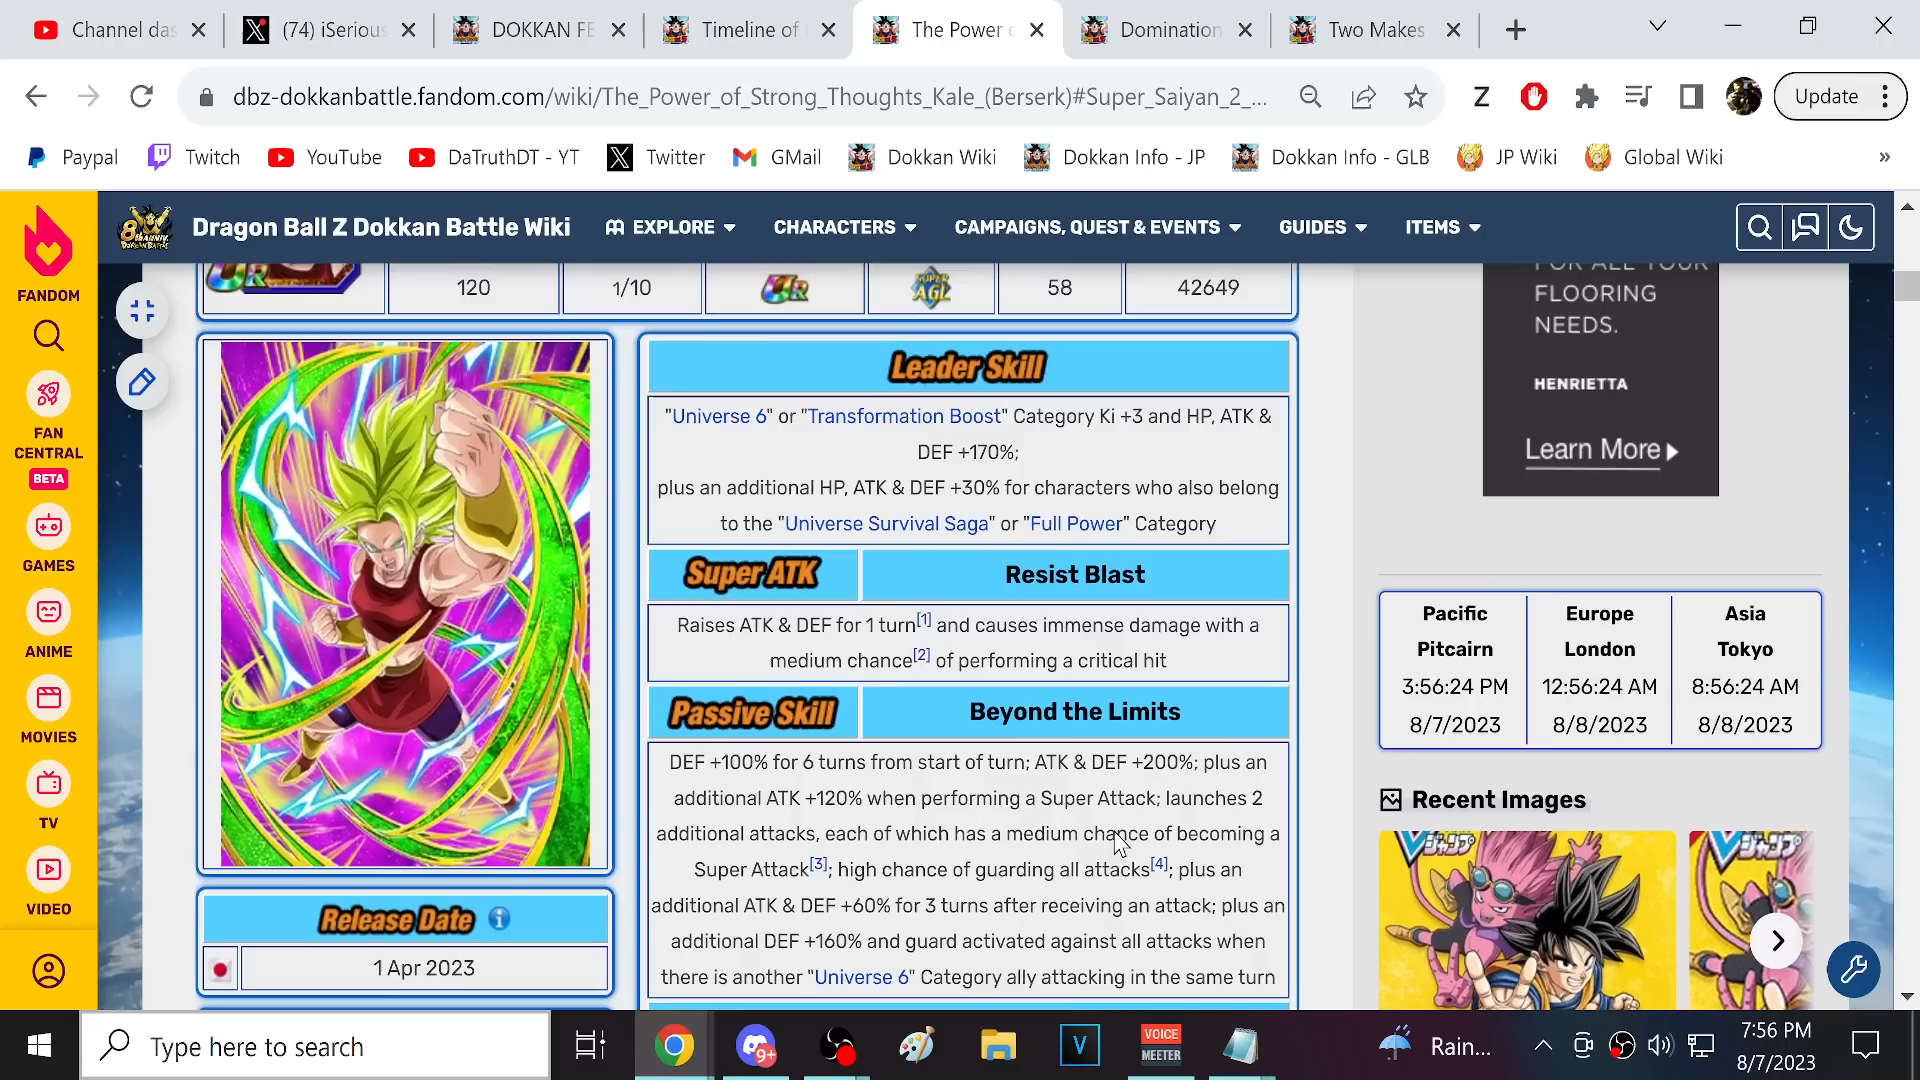 Channel das
(74) iSerious
DOKKAN FE
Timeline of
The Power o
Domination
Two Makes
dbz-dokkanbattle.fandom.com/wiki/The_Power_of_Strong_Thoughts_Kale_(Berserk)#Super_Saiyan_2_...
Z
Update
Paypal
Twitch
YouTube
DaTruthDT - YT
Twitter
GMail
Dokkan Wiki
Dokkan Info - JP
Dokkan Info - GLB
JP Wiki
Global Wiki
»
Dragon Ball Z Dokkan Battle Wiki
EXPLORE
CHARACTERS
CAMPAIGNS, QUEST & EVENTS
GUIDES
ITEMS
FANDOM
FAN
CENTRAL
BETA
GAMES
ANIME
MOVIES
TV
VIDEO
UR
120
1/10
UR
SUPER
AGL
58
42649
Leader Skill
"Universe 6" or "Transformation Boost" Category Ki +3 and HP, ATK &
DEF +170%;
plus an additional HP, ATK & DEF +30% for characters who also belong
to the "Universe Survival Saga" or "Full Power" Category
Super ATK
Resist Blast
Raises ATK & DEF for 1 turn[1] and causes immense damage with a
medium chance[2] of performing a critical hit
Passive Skill
Beyond the Limits
DEF +100% for 6 turns from start of turn; ATK & DEF +200%; plus an
additional ATK +120% when performing a Super Attack; launches 2
additional attacks, each of which has a medium chance of becoming a
Super Attack[3]; high chance of guarding all attacks[4]; plus an
additional ATK & DEF +60% for 3 turns after receiving an attack; plus an
additional DEF +160% and guard activated against all attacks when
there is another "Universe 6" Category ally attacking in the same turn
Release Date
1 Apr 2023
FOR ALL YOUR
FLOORING
NEEDS.
HENRIETTA
Learn More
Pacific
Pitcairn
3:56:24 PM
8/7/2023
Europe
London
12:56:24 AM
8/8/2023
Asia
Tokyo
8:56:24 AM
8/8/2023
Recent Images
Type here to search
9+
V
VOICE
MEETER
Rain...
7:56 PM
8/7/2023